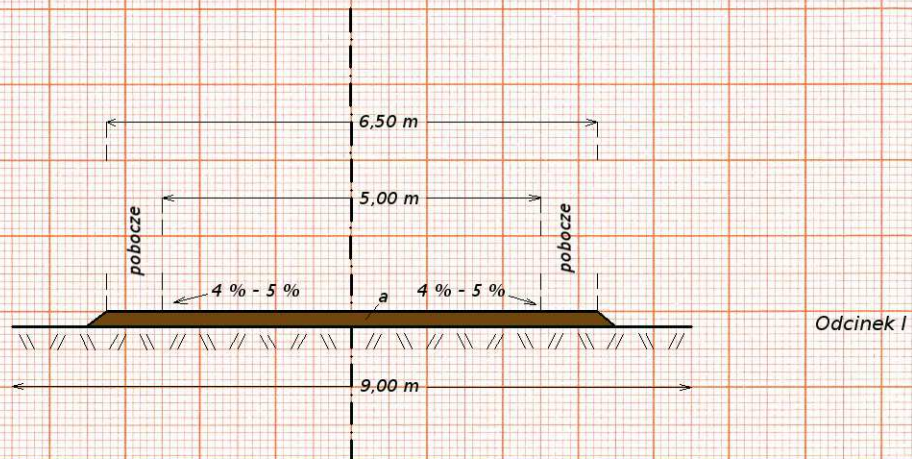 6,50 m
5,00 m
pobocze
pobocze
4 % - 5 %
a
4 % - 5 %
Odcinek I
9,00 m